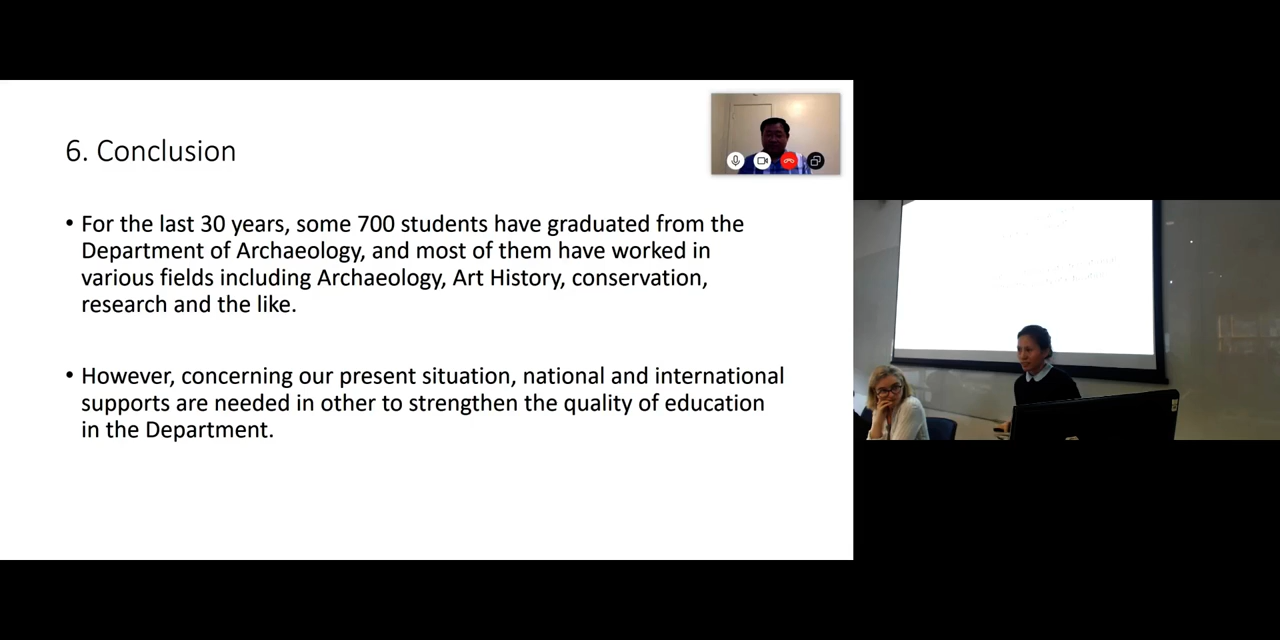 6. Conclusion
• For the last 30 years, some 700 students have graduated from the
Department of Archaeology, and most of them have worked in
various fields including Archaeology, Art History, conservation,
research and the like.
• However, concerning our present situation, national and international
supports are needed in other to strengthen the quality of education
in the Department.